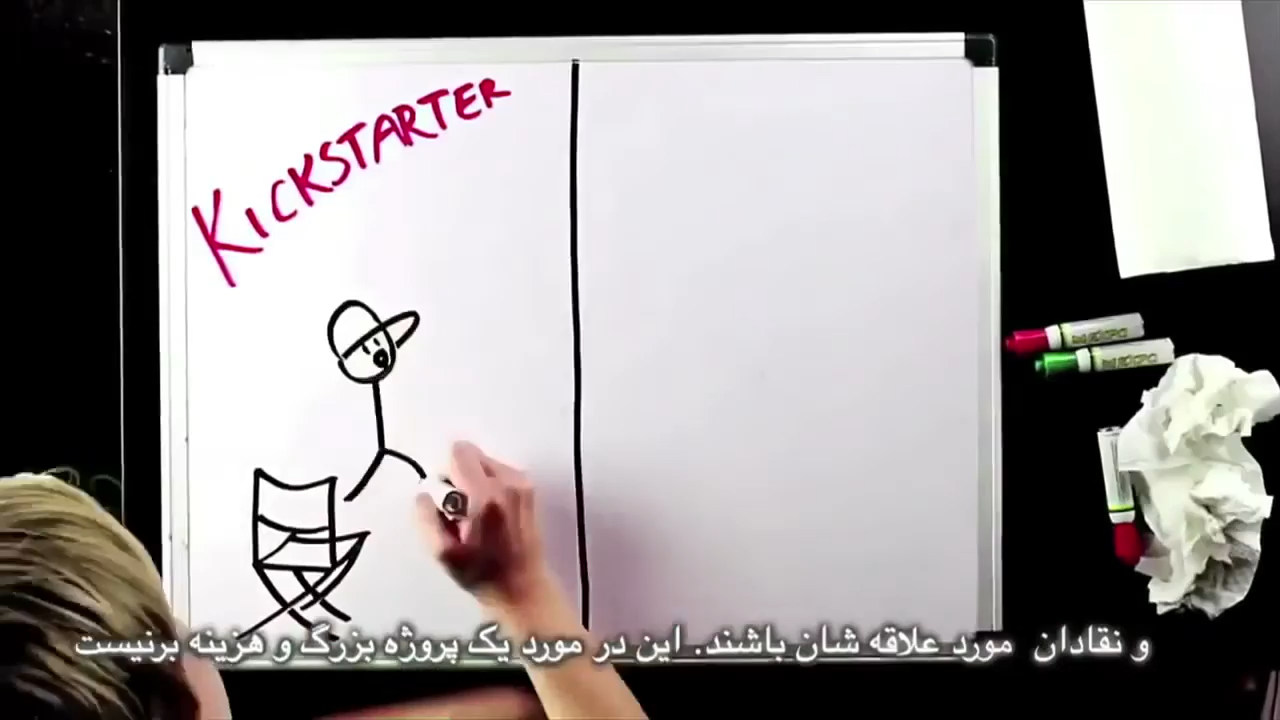 KICKSTARTER
و نقادان مورد علاقه شان باشند. این در مورد یک پروژه بزرگ و هزینه برنیست